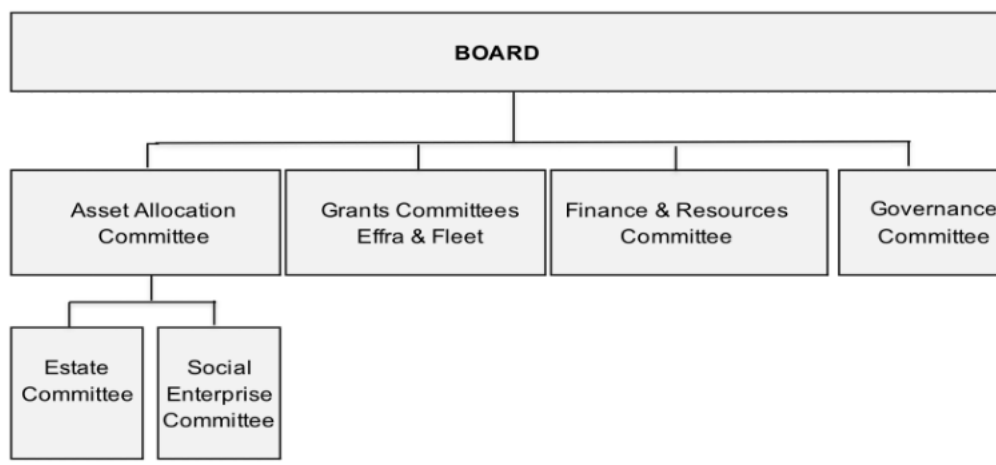 BOARD
Asset Allocation
Committee
Grants Committees
Effra & Fleet
Finance & Resources
Committee
Governance
Committee
Estate
Committee
Social
Enterprise
Committee